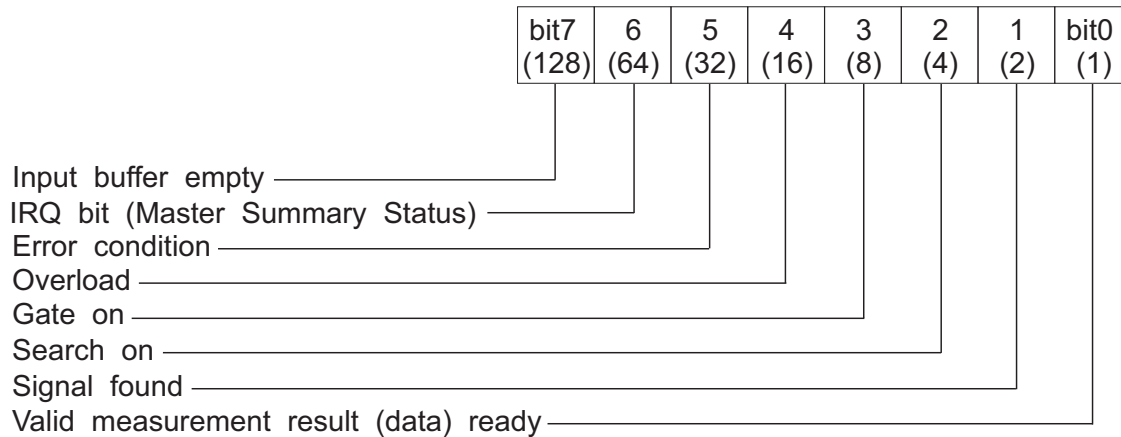 bit7 6 5 4 3 2 1 bit0
(128) (64) (32) (16) (8) (4) (2) (1)
Input buffer empty
IRQ bit (Master Summary Status)
Error condition
Overload
Gate on
Search on
Signal found
Valid measurement result (data) ready